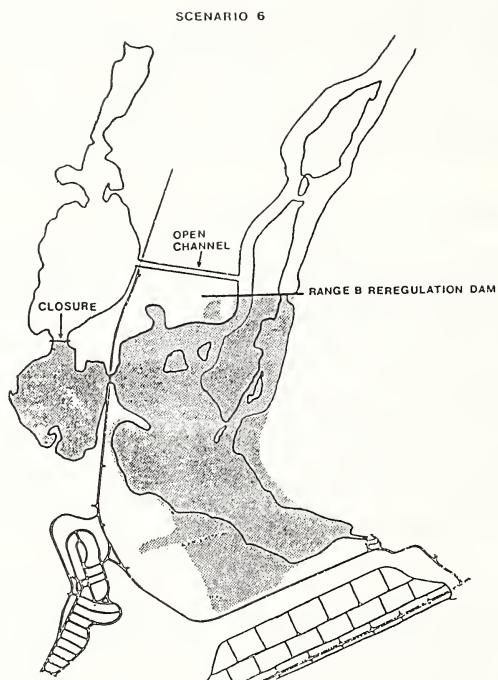 SCENARIO 6
OPEN
CHANNEL
RANGE B REREGULATION DAM
CLOSURE